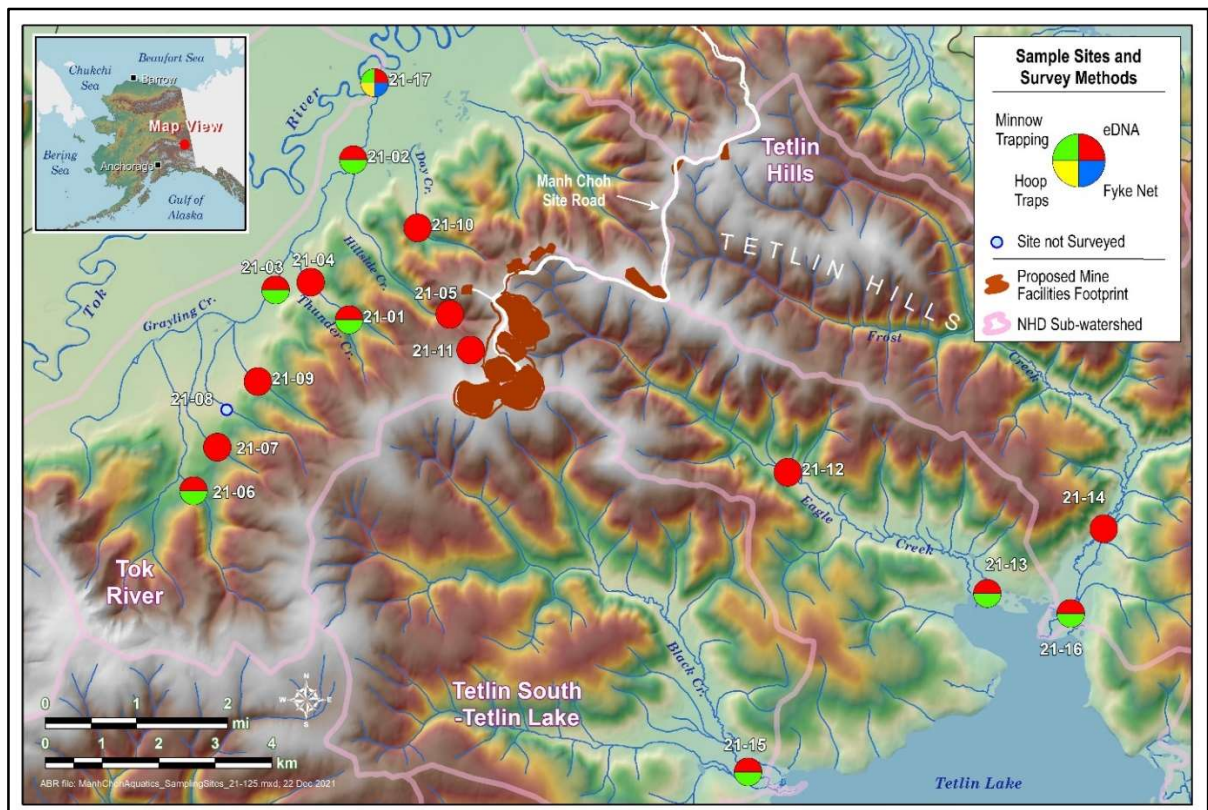 Beaufort Sea
Chukchi
Sea
Barrow
Map View
Bering
Sea
Anchorage
Gulf of
Alaska
River
Tok
21-17
21-02
Day Cr.
21-10
Hillside Cr.
21-03
21-04
21-05
Grayling Cr.
Thunder Cr.
21-01
21-11
21-09
21-08
21-07
21-06
Tok
River
Manh Choh
Site Road
Tetlin
Hills
TETLIN HILLS
Frost
Creek
21-12
Eagle
Creek
21-14
21-13
21-16
Black Cr.
Tetlin South
-Tetlin Lake
21-15
Tetlin Lake
Sample Sites and
Survey Methods
Minnow
Trapping
eDNA
Hoop
Traps
Fyke Net
Site not Surveyed
Proposed Mine
Facilities Footprint
NHD Sub-watershed
N
W E
S
0 1 2
mi
0 1 2 3 4
km
ABR file: ManhChohAquatics_SamplingSites_21-125.mxd, 22 Dec 2021